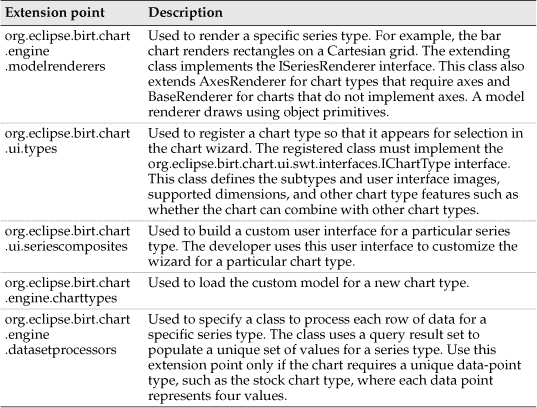 Extension point Description
org.eclipse.birt.chart Used to render a specific series type. For example, the bar
.engine chart renders rectangles on a Cartesian grid. The extending
.modelrenderers class implements the ISeriesRenderer interface. This class also
extends AxesRenderer for chart types that require axes and
BaseRenderer for charts that do not implement axes. A model
renderer draws using object primitives.
org.eclipse.birt.chart Used to register a chart type so that it appears for selection in
.ui.types the chart wizard. The registered class must implement the
org.eclipse.birt.chart.ui.swt.interfaces.IChartType interface.
This class defines the subtypes and user interface images,
supported dimensions, and other chart type features such as
whether the chart can combine with other chart types.
org.eclipse.birt.chart Used to build a custom user interface for a particular series
.ui.seriescomposites type. The developer uses this user interface to customize the
wizard for a particular chart type.
org.eclipse.birt.chart Used to load the custom model for a new chart type.
.engine.charttypes
org.eclipse.birt.chart Used to specify a class to process each row of data for a
.engine specific series type. The class uses a query result set to
.datasetprocessors populate a unique set of values for a series type. Use this
extension point only if the chart requires a unique data-point
type, such as the stock chart type, where each data point
represents four values.